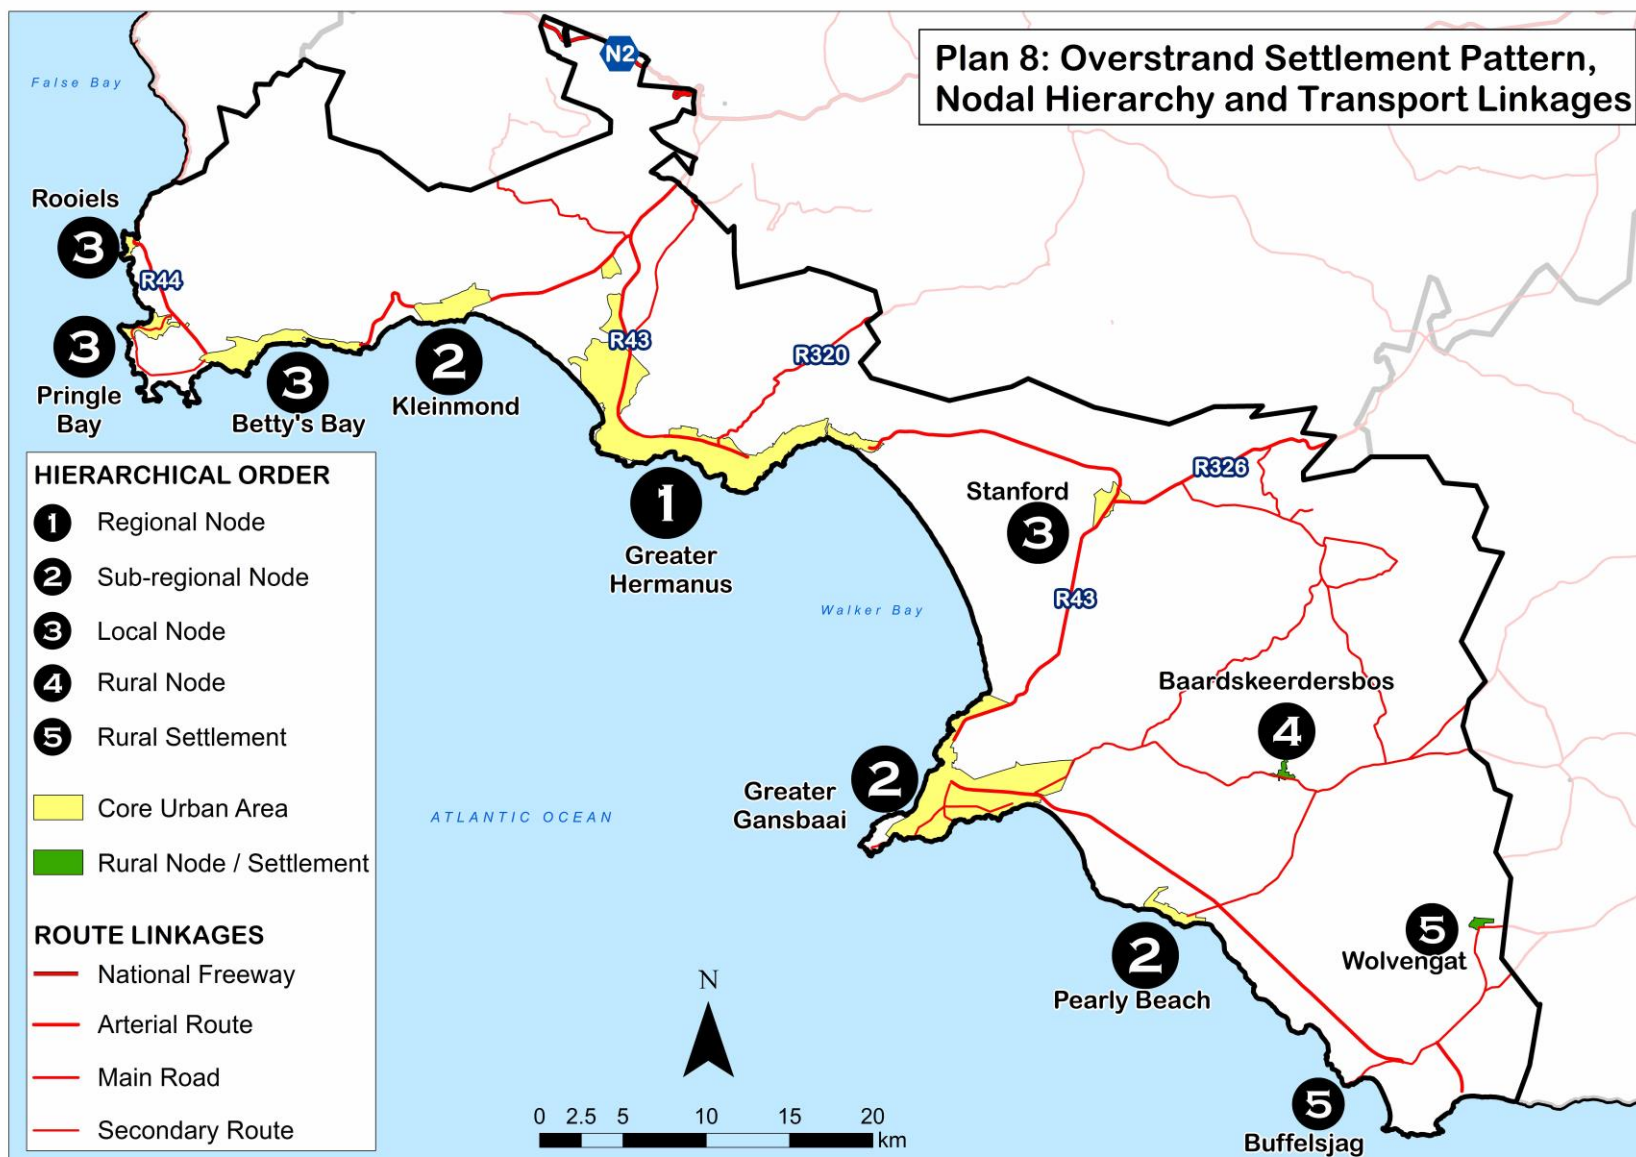 Plan 8: Overstrand Settlement Pattern,
Nodal Hierarchy and Transport Linkages
False Bay
N2
Rooiels
3
R44
3
Pringle
Bay
3
Betty's Bay
2
Kleinmond
R43
R320
1
Greater
Hermanus
Stanford
3
R326
R43
Walker Bay
ATLANTIC OCEAN
Baardskeerdersbos
4
2
Greater
Gansbaai
2
Pearly Beach
5
Wolvengat
5
Buffelsjag
HIERARCHICAL ORDER
1 Regional Node
2 Sub-regional Node
3 Local Node
4 Rural Node
5 Rural Settlement
Core Urban Area
Rural Node / Settlement
ROUTE LINKAGES
National Freeway
Arterial Route
Main Road
Secondary Route
N
0 2.5 5 10 15 20
km